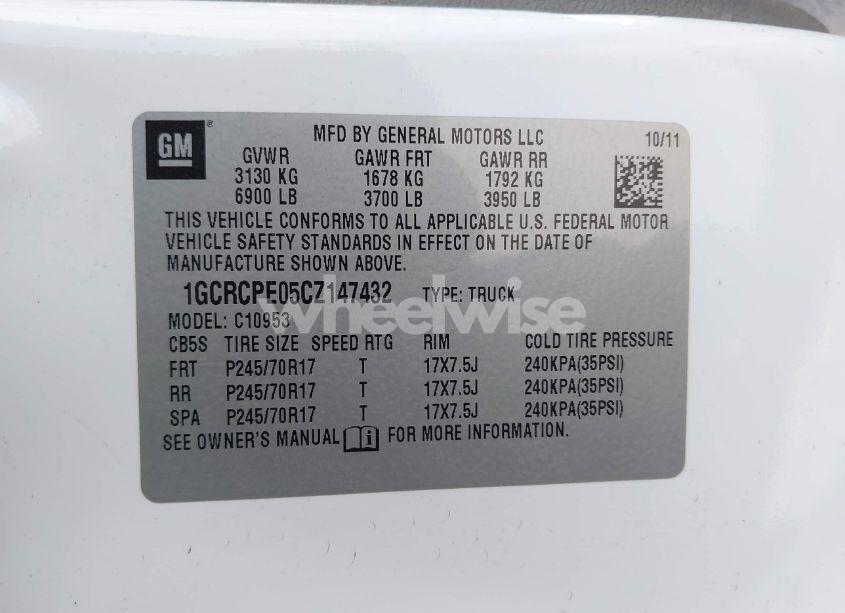 GM
MFD BY GENERAL MOTORS LLC 10/11
GVWR GAWR FRT GAWR RR
3130 KG 1678 KG 1792 KG
6900 LB 3700 LB 3950 LB
THIS VEHICLE CONFORMS TO ALL APPLICABLE U.S. FEDERAL MOTOR
VEHICLE SAFETY STANDARDS IN EFFECT ON THE DATE OF
MANUFACTURE SHOWN ABOVE.
1GCRCPE05CZ147432 TYPE: TRUCK
wheelwise
MODEL: C10953
CB5S TIRE SIZE SPEED RTG RIM COLD TIRE PRESSURE
FRT P245/70R17 T 17X7.5J 240KPA(35PSI)
RR P245/70R17 T 17X7.5J 240KPA(35PSI)
SPA P245/70R17 T 17X7.5J 240KPA(35PSI)
SEE OWNER'S MANUAL FOR MORE INFORMATION.